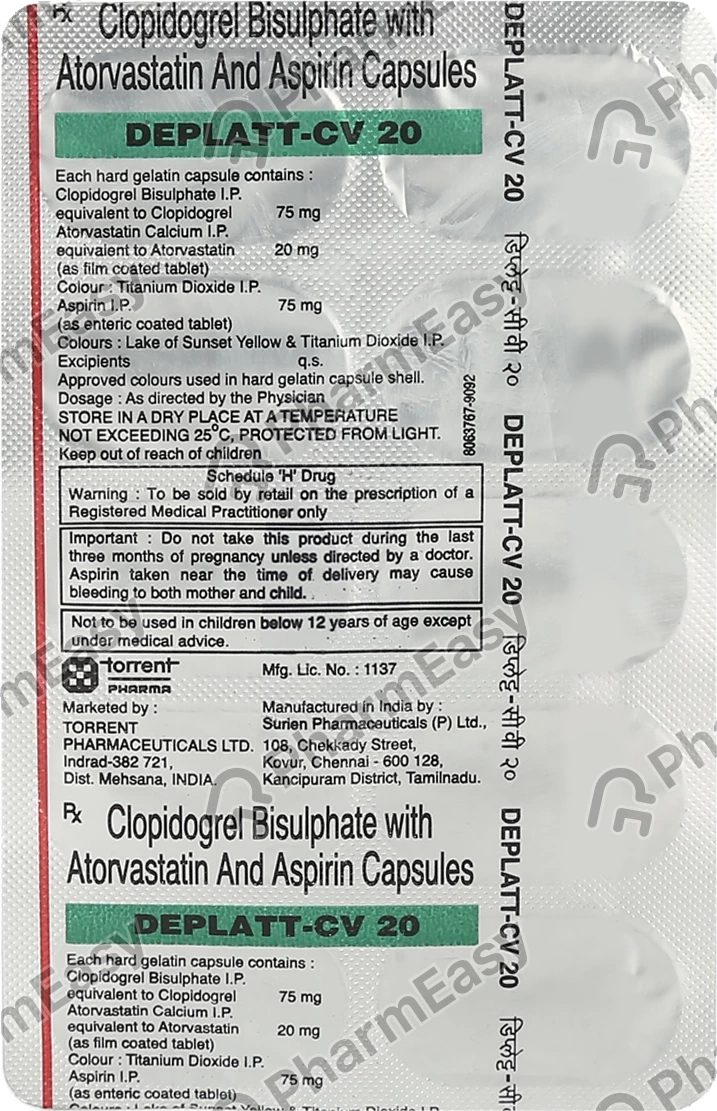 Rx Clopidogrel Bisulphate with
Atorvastatin And Aspirin Capsules
DEPLATT-CV 20
Each hard gelatin capsule contains :
Clopidogrel Bisulphate I.P.
equivalent to Clopidogrel 75 mg
Atorvastatin Calcium I.P.
equivalent to Atorvastatin 20 mg
(as film coated tablet)
Colour : Titanium Dioxide I.P.
Aspirin I.P. 75 mg
(as enteric coated tablet)
Colours : Lake of Sunset Yellow & Titanium Dioxide I.P.
Excipients q.s.
Approved colours used in hard gelatin capsule shell.
Dosage : As directed by the Physician
STORE IN A DRY PLACE AT A TEMPERATURE
NOT EXCEEDING 25°C, PROTECTED FROM LIGHT.
Keep out of reach of children
Schedule 'H' Drug
Warning : To be sold by retail on the prescription of a
Registered Medical Practitioner only
Important : Do not take this product during the last
three months of pregnancy unless directed by a doctor.
Aspirin taken near the time of delivery may cause
bleeding to both mother and child.
Not to be used in children below 12 years of age except
under medical advice.
torrent
PHARMA
Mfg. Lic. No. : 1137
Marketed by :
TORRENT
PHARMACEUTICALS LTD.
Indrad-382 721,
Dist. Mehsana, INDIA.
Manufactured in India by :
Surien Pharmaceuticals (P) Ltd.,
108, Chekkady Street,
Kovur, Chennai - 600 128,
Kancipuram District, Tamilnadu.
Rx Clopidogrel Bisulphate with
Atorvastatin And Aspirin Capsules
DEPLATT-CV 20
Each hard gelatin capsule contains :
Clopidogrel Bisulphate I.P.
equivalent to Clopidogrel 75 mg
Atorvastatin Calcium I.P.
equivalent to Atorvastatin 20 mg
(as film coated tablet)
Colour : Titanium Dioxide I.P.
Aspirin I.P. 75 mg
(as enteric coated tablet)
Colours : Lake of Sunset Yellow & Titanium Dioxide I.P.
DEPLATT-CV 20 डिप्लेट्ट-सीवी २० DEPLATT-CV 20 डिप्लेट्ट-सीवी २० DEPLATT-CV 20
PharmEasy
PharmEasy
PharmEasy